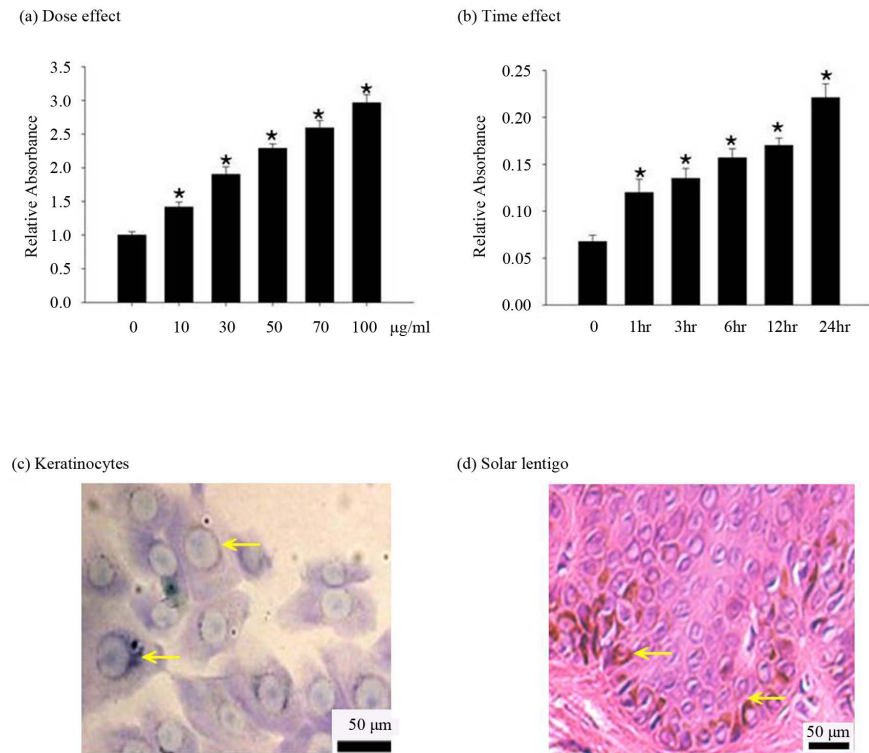 (a) Dose effect
Relative Absorbance
3.5
3.0
2.5
2.0
1.5
1.0
0.5
0.0
* * * * *
0 10 30 50 70 100 μg/ml
(b) Time effect
Relative Absorbance
0.25
0.20
0.15
0.10
0.05
0.00
* * * * *
0 1hr 3hr 6hr 12hr 24hr
(c) Keratinocytes
50 μm
(d) Solar lentigo
50 μm